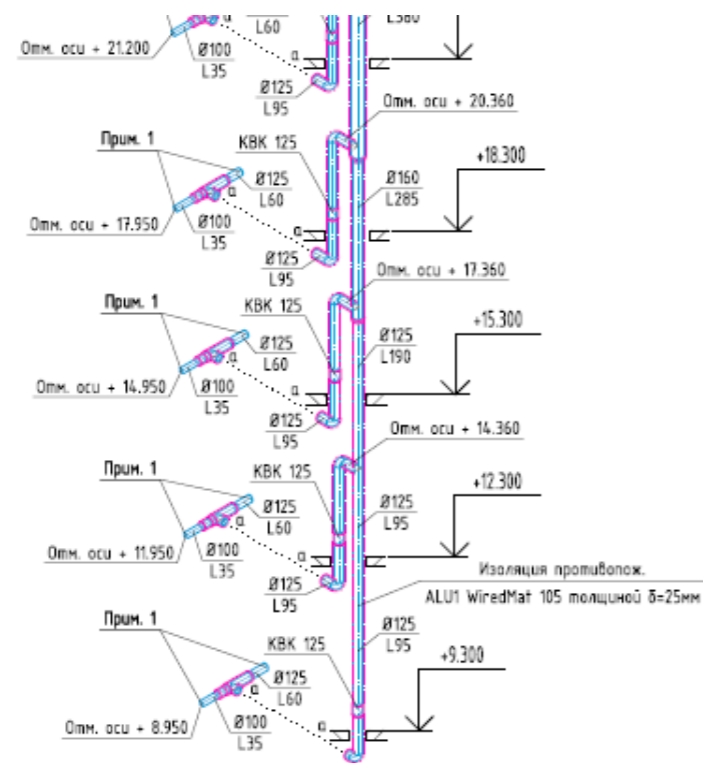 L380
L60
Отм. оси + 21.200
Ø100
L35
а
Ø125
L95
Отм. оси + 20.360
Прим. 1
КВК 125
+18.300
а
Ø125
L60
Ø160
L285
Отм. оси + 17.950
Ø100
L35
а
Ø125
L95
Отм. оси + 17.360
Прим. 1
КВК 125
+15.300
Ø125
L60
а
Ø125
L190
Отм. оси + 14.950
Ø100
L35
а
Ø125
L95
Отм. оси + 14.360
Прим. 1
КВК 125
+12.300
Ø125
L60
а
Ø125
L95
Отм. оси + 11.950
Ø100
L35
а
Ø125
L95
Изоляция противопож.
ALU1 WiredMat 105 толщиной δ=25мм
Прим. 1
КВК 125
Ø125
L95
+9.300
Ø125
L60
а
Отм. оси + 8.950
Ø100
L35
а